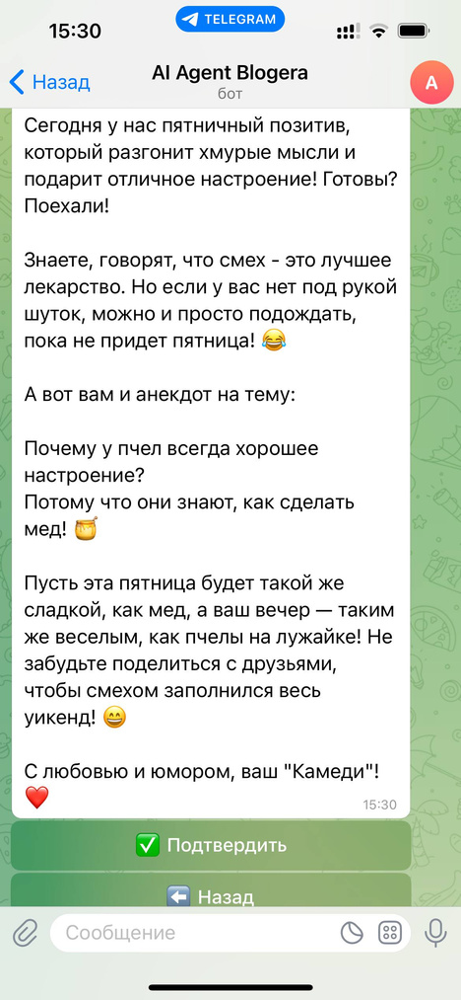 15:30
TELEGRAM
Назад
AI Agent Blogera
бот
А
Сегодня у нас пятничный позитив,
который разгонит хмурые мысли и
подарит отличное настроение! Готовы?
Поехали!
Знаете, говорят, что смех - это лучшее
лекарство. Но если у вас нет под рукой
шуток, можно и просто подождать,
пока не придет пятница! 😂
А вот вам и анекдот на тему:
Почему у пчел всегда хорошее
настроение?
Потому что они знают, как сделать
мед! 🍯
Пусть эта пятница будет такой же
сладкой, как мед, а ваш вечер — таким
же веселым, как пчелы на лужайке! Не
забудьте поделиться с друзьями,
чтобы смехом заполнился весь
уикенд! 😄
С любовью и юмором, ваш "Камеди"!
❤️
15:30
✅ Подтвердить
⬅️ Назад
Сообщение